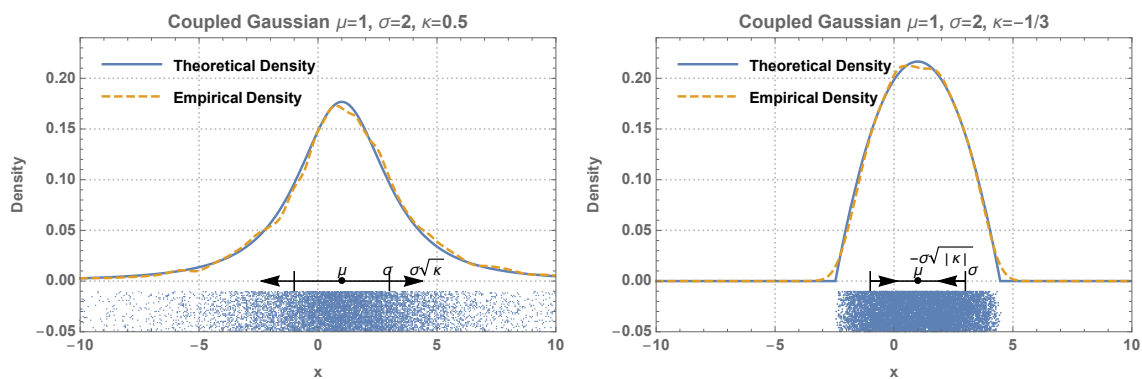 Coupled Gaussian μ=1, σ=2, κ=0.5
Theoretical Density
Empirical Density
0.20
0.15
0.10
0.05
0.00
−0.05
Density
μ
σ
σ√κ
−10
−5
0
5
10
x
Coupled Gaussian μ=1, σ=2, κ=−1/3
Theoretical Density
Empirical Density
0.20
0.15
0.10
0.05
0.00
−0.05
Density
−σ√|κ|
μ
σ
−10
−5
0
5
10
x